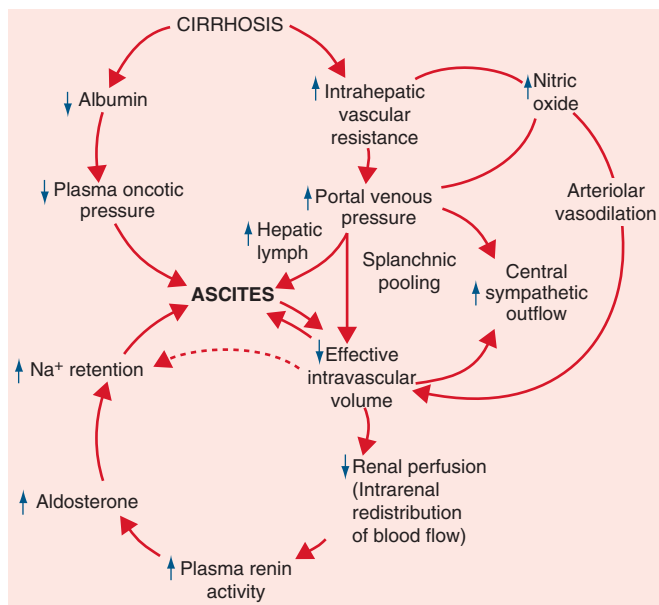 CIRRHOSIS
Albumin
Intrahepatic
vascular
resistance
Nitric
oxide
Plasma oncotic
pressure
Portal venous
pressure
Arteriolar
vasodilation
Hepatic
lymph
Splanchnic
pooling
Central
sympathetic
outflow
ASCITES
Effective
intravascular
volume
Na⁺ retention
Renal perfusion
(Intrarenal
redistribution
of blood flow)
Aldosterone
Plasma renin
activity